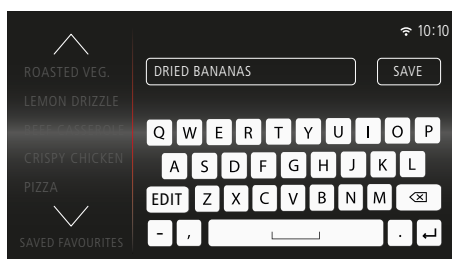 10:10
ROASTED VEG.
DRIED BANANAS
SAVE
LEMON DRIZZLE
BEEF CASSEROLE
CRISPY CHICKEN
PIZZA
SAVED FAVOURITES
Q W E R T Y U I O P
A S D F G H J K L
EDIT Z X C V B N M
- , .